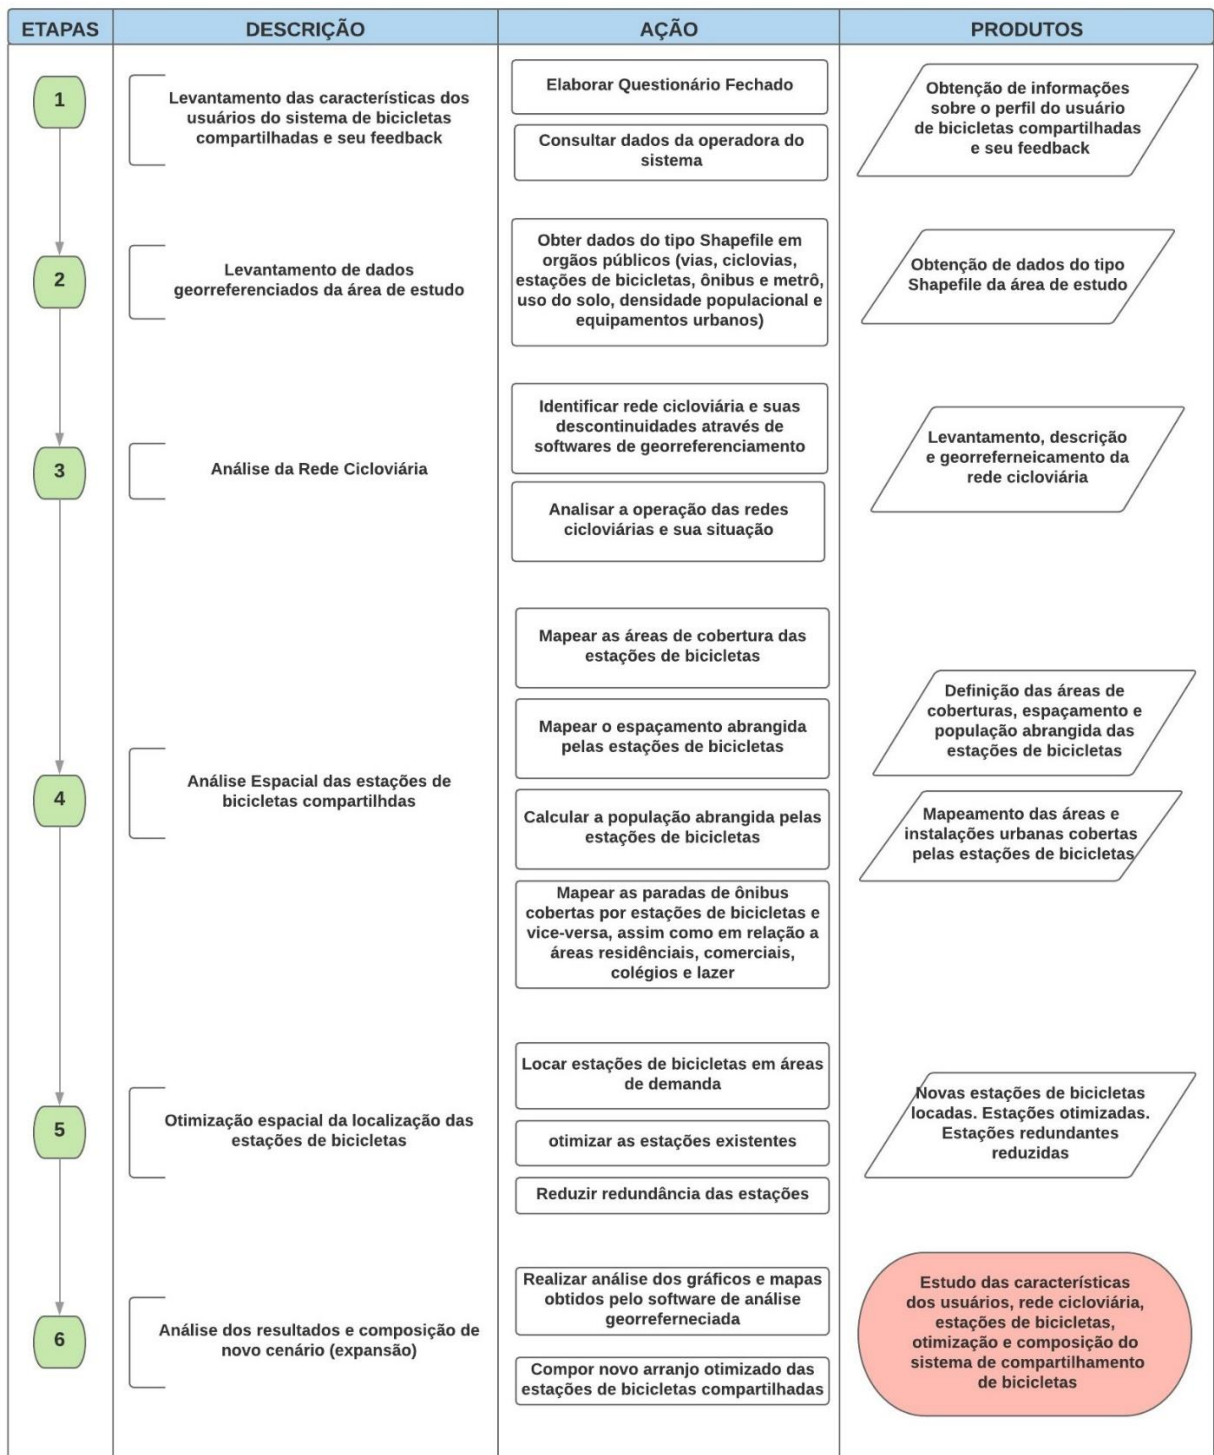 ETAPAS
DESCRIÇÃO
AÇÃO
PRODUTOS
1
Levantamento das características dos
usuários do sistema de bicicletas
compartilhadas e seu feedback
Elaborar Questionário Fechado
Consultar dados da operadora do
sistema
Obtenção de informações
sobre o perfil do usuário
de bicicletas compartilhadas
e seu feedback
2
Levantamento de dados
georreferenciados da área de estudo
Obter dados do tipo Shapefile em
orgãos públicos (vias, ciclovias,
estações de bicicletas, ônibus e metrô,
uso do solo, densidade populacional e
equipamentos urbanos)
Obtenção de dados do tipo
Shapefile da área de estudo
3
Análise da Rede Cicloviária
Identificar rede cicloviária e suas
descontinuidades através de
softwares de georreferenciamento
Analisar a operação das redes
cicloviárias e sua situação
Levantamento, descrição
e georreferneicamento da
rede cicloviária
4
Análise Espacial das estações de
bicicletas compartilhdas
Mapear as áreas de cobertura das
estações de bicicletas
Mapear o espaçamento abrangida
pelas estações de bicicletas
Calcular a população abrangida pelas
estações de bicicletas
Mapear as paradas de ônibus
cobertas por estações de bicicletas e
vice-versa, assim como em relação a
áreas residênciais, comerciais,
colégios e lazer
Definição das áreas de
coberturas, espaçamento e
população abrangida das
estações de bicicletas
Mapeamento das áreas e
instalações urbanas cobertas
pelas estações de bicicletas
5
Otimização espacial da localização das
estações de bicicletas
Locar estações de bicicletas em áreas
de demanda
otimizar as estações existentes
Reduzir redundância das estações
Novas estações de bicicletas
locadas. Estações otimizadas.
Estações redundantes
reduzidas
6
Análise dos resultados e composição de
novo cenário (expansão)
Realizar análise dos gráficos e mapas
obtidos pelo software de análise
georreferneciada
Compor novo arranjo otimizado das
estações de bicicletas compartilhadas
Estudo das características
dos usuários, rede cicloviária,
estações de bicicletas,
otimização e composição do
sistema de compartilhamento
de bicicletas